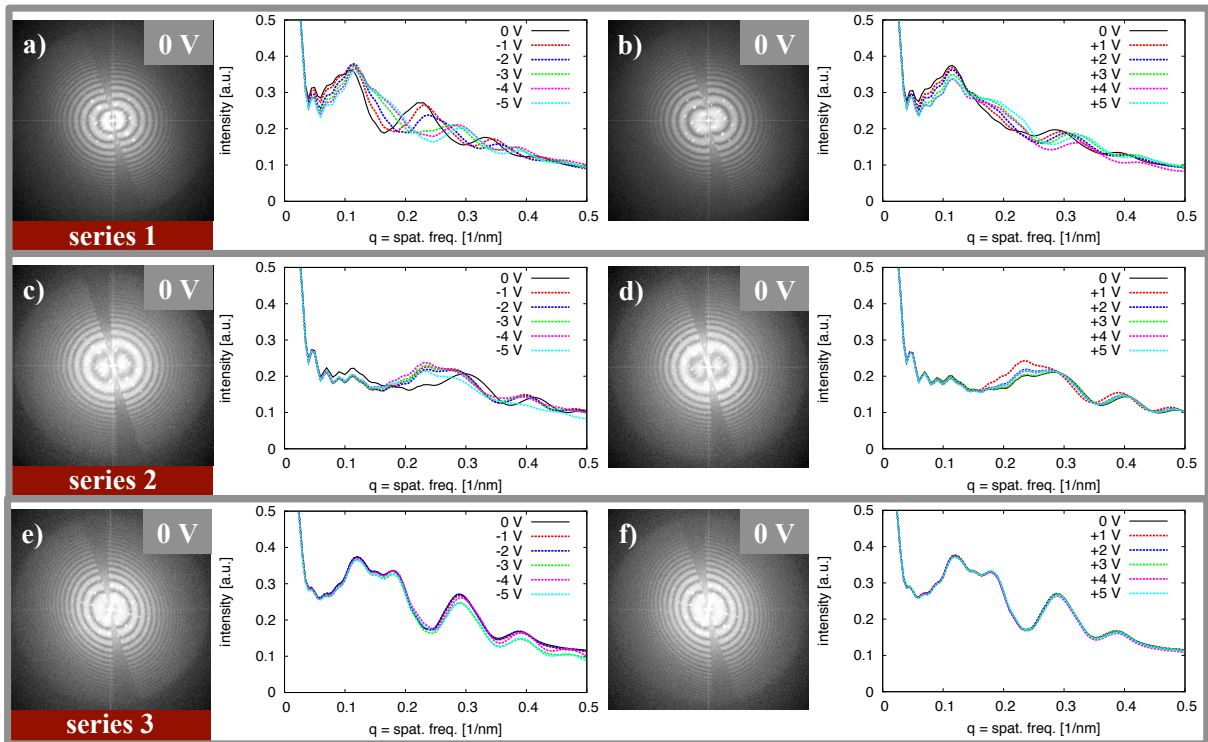 a)
0 V
series 1
0.5
0.4
0.3
0.2
0.1
0
intensity [a.u.]
0 V
-1 V
-2 V
-3 V
-4 V
-5 V
0 0.1 0.2 0.3 0.4 0.5
q = spat. freq. [1/nm]
b)
0 V
0.5
0.4
0.3
0.2
0.1
0
intensity [a.u.]
0 V
+1 V
+2 V
+3 V
+4 V
+5 V
0 0.1 0.2 0.3 0.4 0.5
q = spat. freq. [1/nm]
c)
0 V
series 2
0.5
0.4
0.3
0.2
0.1
0
intensity [a.u.]
0 V
-1 V
-2 V
-3 V
-4 V
-5 V
0 0.1 0.2 0.3 0.4 0.5
q = spat. freq. [1/nm]
d)
0 V
0.5
0.4
0.3
0.2
0.1
0
intensity [a.u.]
0 V
+1 V
+2 V
+3 V
+4 V
+5 V
0 0.1 0.2 0.3 0.4 0.5
q = spat. freq. [1/nm]
e)
0 V
series 3
0.5
0.4
0.3
0.2
0.1
0
intensity [a.u.]
0 V
-1 V
-2 V
-3 V
-4 V
-5 V
0 0.1 0.2 0.3 0.4 0.5
q = spat. freq. [1/nm]
f)
0 V
0.5
0.4
0.3
0.2
0.1
0
intensity [a.u.]
0 V
+1 V
+2 V
+3 V
+4 V
+5 V
0 0.1 0.2 0.3 0.4 0.5
q = spat. freq. [1/nm]